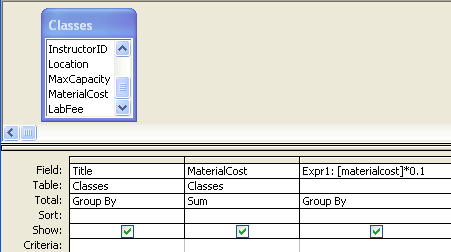 Classes
InstructorID
Location
MaxCapacity
MaterialCost
LabFee
Field: Title MaterialCost Expr1: [materialcost]*0.1
Table: Classes Classes
Total: Group By Sum Group By
Sort:
Show:
Criteria: